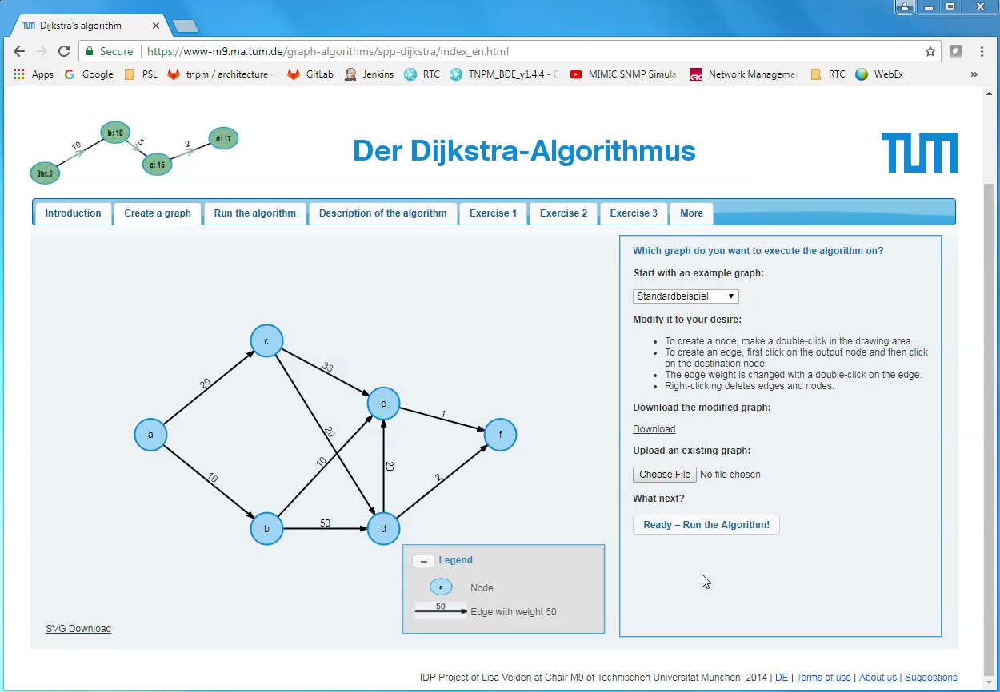 Dijkstra's algorithm
Secure https://www-m9.ma.tum.de/graph-algorithms/spp-dijkstra/index_en.html
Apps Google PSL tnpm / architecture GitLab Jenkins RTC TNPM_BDE_v1.4.4 - MIMIC SNMP Simula Network Managemen RTC WebEx »
Start: 0
10
b: 10
5
c: 15
2
d: 17
Der Dijkstra-Algorithmus
TUM
Introduction Create a graph Run the algorithm Description of the algorithm Exercise 1 Exercise 2 Exercise 3 More
c
20
33
e
1
a
20
f
10
10
20
2
b
50
d
Legend
a Node
50 Edge with weight 50
SVG Download
Which graph do you want to execute the algorithm on?
Start with an example graph:
Standardbeispiel
Modify it to your desire:
To create a node, make a double-click in the drawing area.
To create an edge, first click on the output node and then click
on the destination node.
The edge weight is changed with a double-click on the edge.
Right-clicking deletes edges and nodes.
Download the modified graph:
Download
Upload an existing graph:
Choose File No file chosen
What next?
Ready – Run the Algorithm!
IDP Project of Lisa Velden at Chair M9 of Technischen Universität München. 2014 | DE | Terms of use | About us | Suggestions